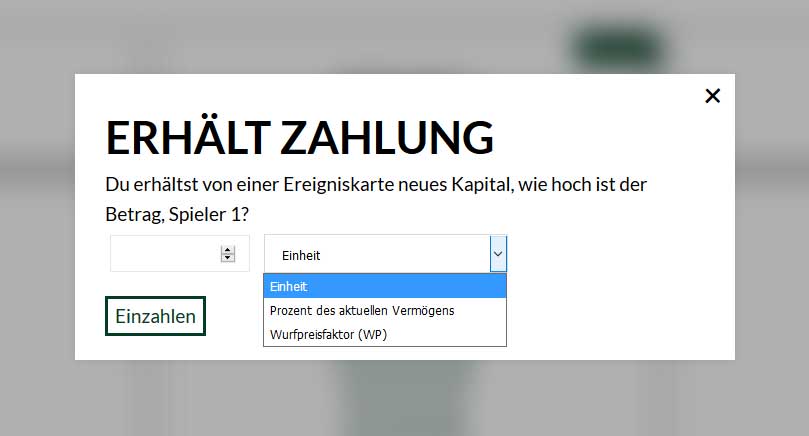 ERHÄLT ZAHLUNG
Du erhältst von einer Ereigniskarte neues Kapital, wie hoch ist der
Betrag, Spieler 1?
Einheit
Einheit
Prozent des aktuellen Vermögens
Wurfpreisfaktor (WP)
Einzahlen